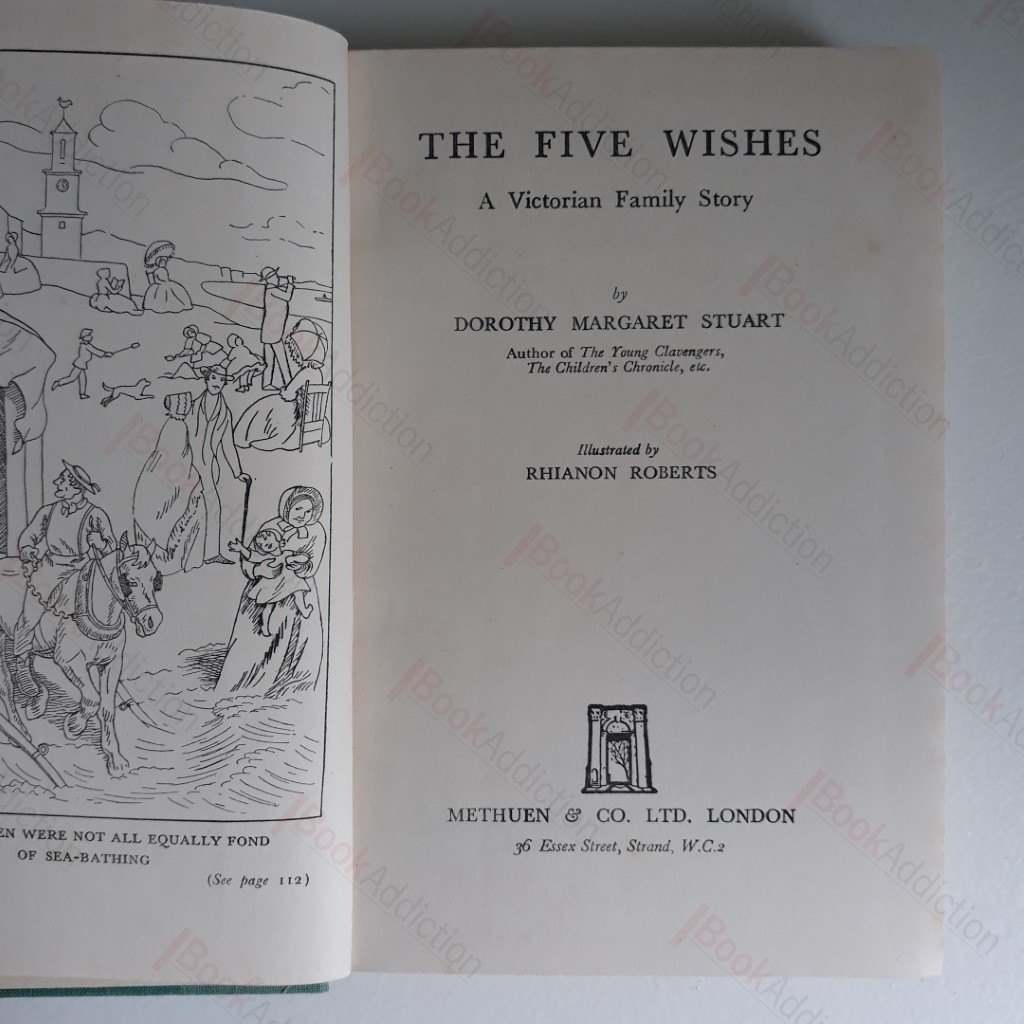 EN WERE NOT ALL EQUALLY FOND
OF SEA-BATHING
(See page 112)
THE FIVE WISHES
A Victorian Family Story
by
DOROTHY MARGARET STUART
Author of The Young Clavengers,
The Children's Chronicle, etc.
Illustrated by
RHIANON ROBERTS
METHUEN & CO. LTD. LONDON
36 Essex Street, Strand, W.C.2
BookAddiction